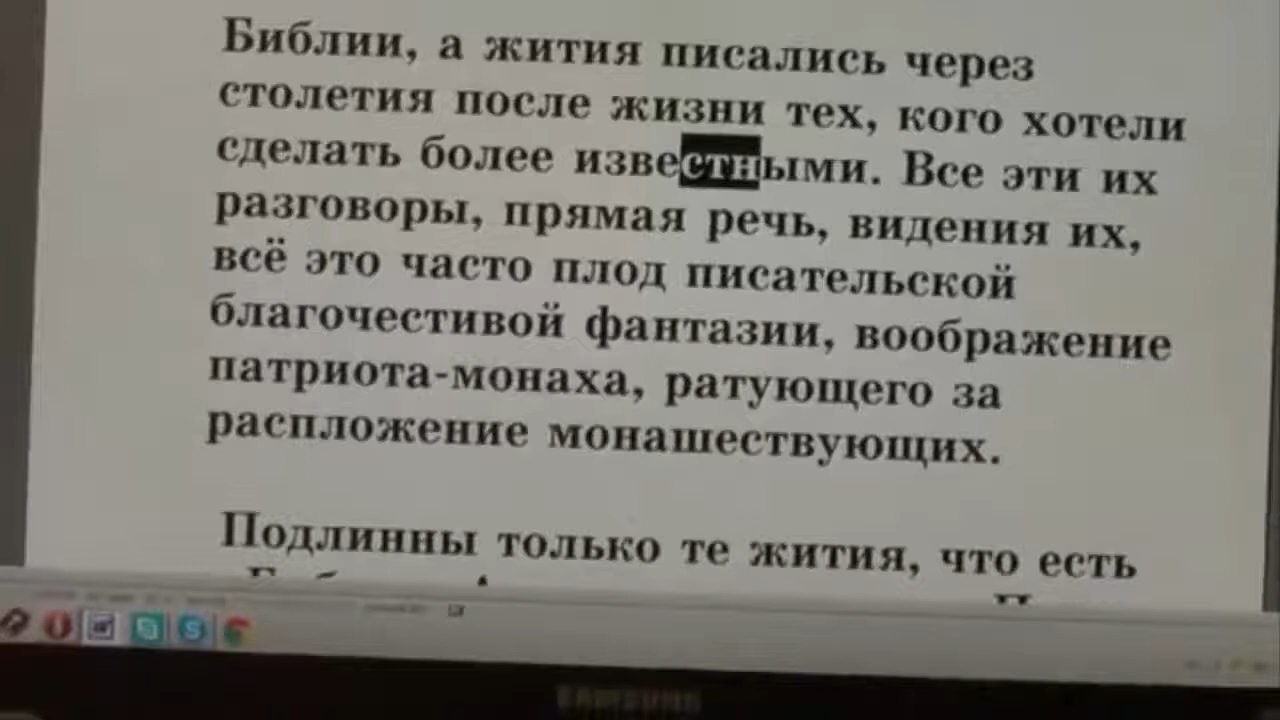 Библии, а жития писались через
столетия после жизни тех, кого хотели
сделать более известными. Все эти их
разговоры, прямая речь, видения их,
всё это часто плод писательской
благочестивой фантазии, воображение
патриота-монаха, ратующего за
распложение монашествующих.
Подлинны только те жития, что есть
SAMSUNG